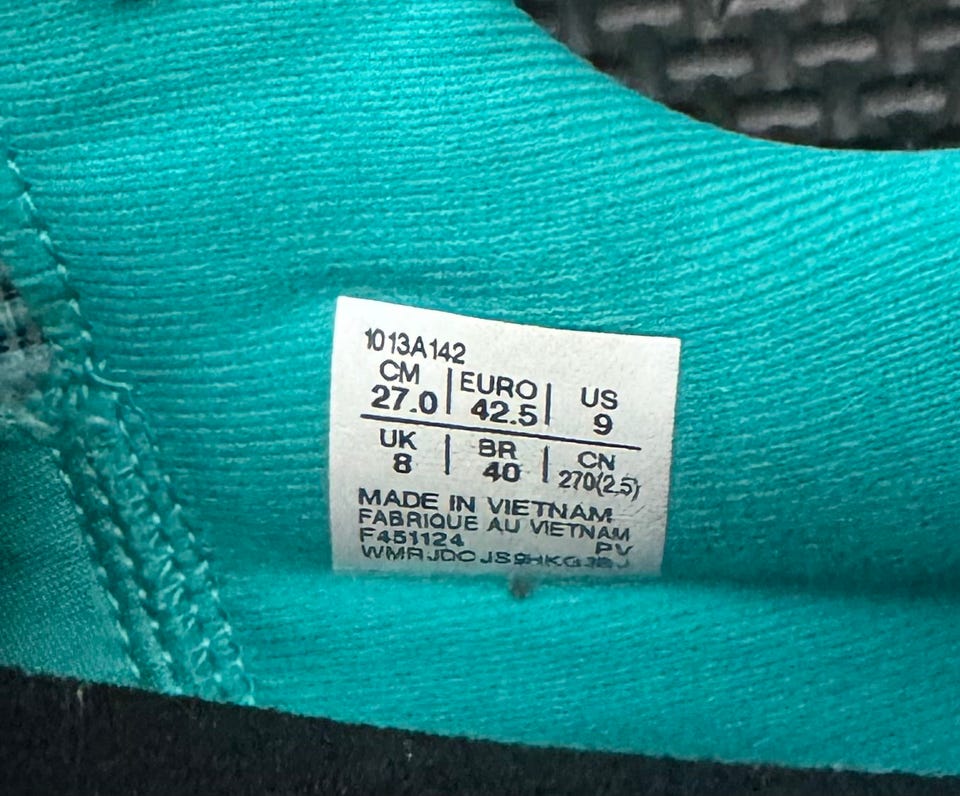 1013A142
CM | EURO | US
27.0 | 42.5 | 9
UK | BR | CN
8 | 40 | 270(2.5)
MADE IN VIETNAM
FABRIQUE AU VIETNAM
F451124 PV